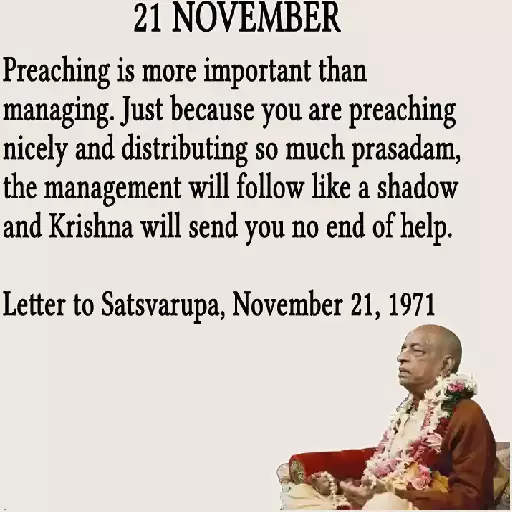 21 NOVEMBER
Preaching is more important than
managing. Just because you are preaching
nicely and distributing so much prasadam,
the management will follow like a shadow
and Krishna will send you no end of help.
Letter to Satsvarupa, November 21, 1971